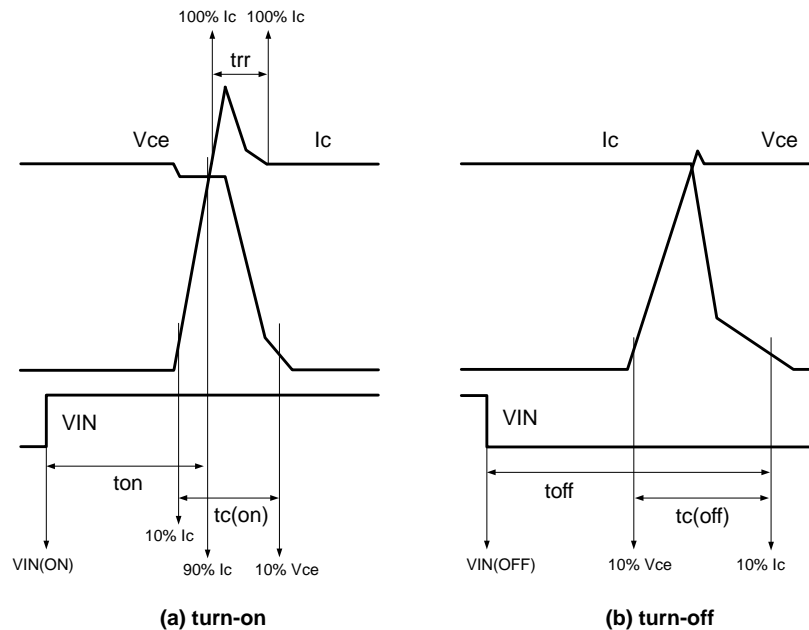 100% Ic 100% Ic
trr
Vce
Ic
VIN
ton
tc(on)
10% Ic
VIN(ON)
90% Ic
10% Vce
(a) turn-on
Ic
Vce
VIN
toff
tc(off)
VIN(OFF)
10% Vce
10% Ic
(b) turn-off